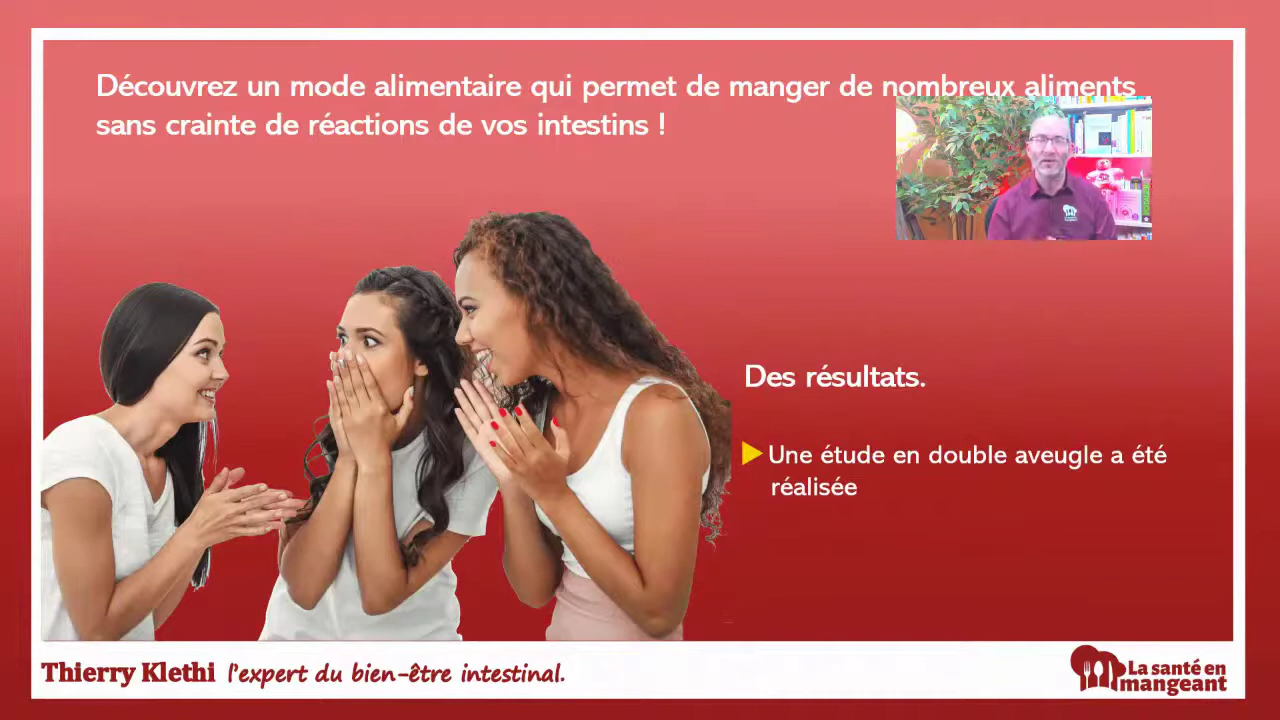 Découvrez un mode alimentaire qui permet de manger de nombreux aliments
sans crainte de réactions de vos intestins !
Des résultats.
Une étude en double aveugle a été
réalisée
Thierry Klethi l'expert du bien-être intestinal.
La santé en
mangeant